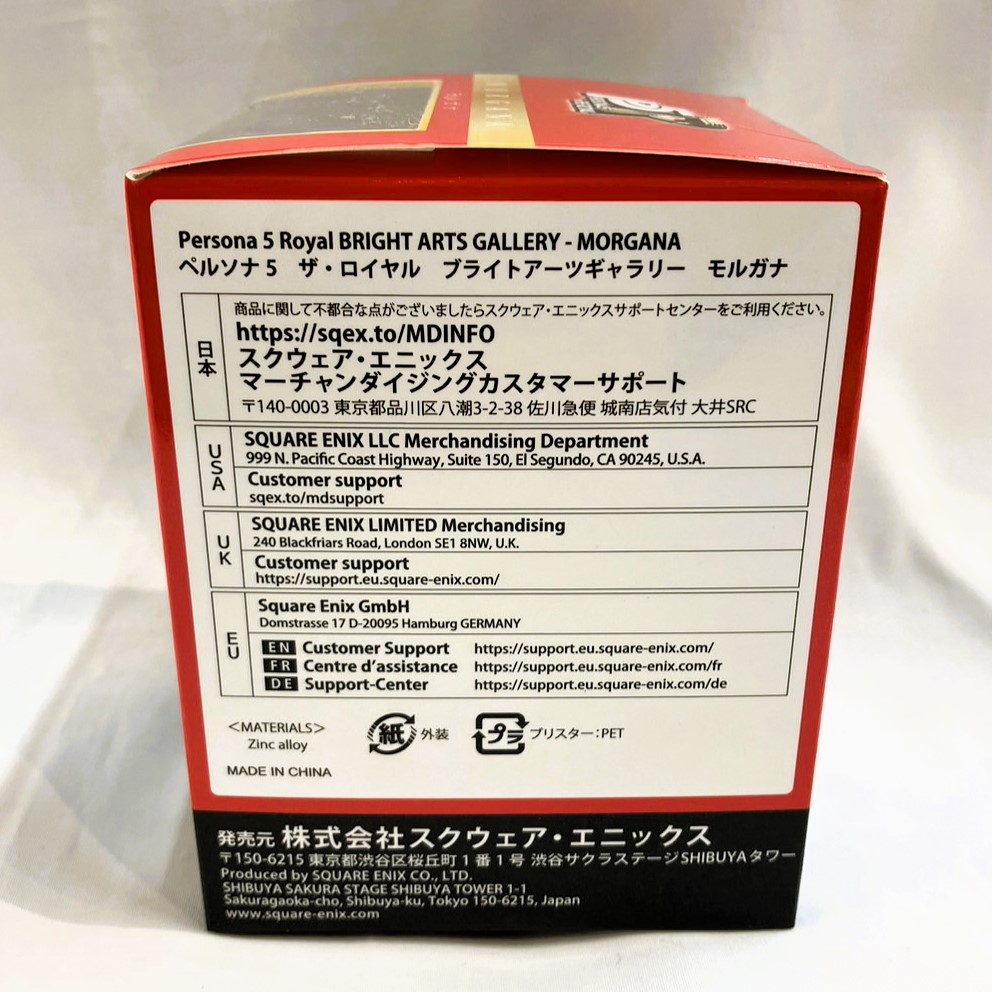 Persona 5 Royal BRIGHT ARTS GALLERY - MORGANA
ペルソナ5 ザ・ロイヤル ブライトアーツギャラリー モルガナ
日本
商品に関して不都合な点がございましたらスクウェア・エニックスサポートセンターをご利用ください。
https://sqex.to/MDINFO
スクウェア・エニックス
マーチャンダイジングカスタマーサポート
〒140-0003 東京都品川区八潮3-2-38 佐川急便 城南店気付 大井SRC
USA
SQUARE ENIX LLC Merchandising Department
999 N. Pacific Coast Highway, Suite 150, El Segundo, CA 90245, U.S.A.
Customer support
sqex.to/mdsupport
UK
SQUARE ENIX LIMITED Merchandising
240 Blackfriars Road, London SE1 8NW, U.K.
Customer support
https://support.eu.square-enix.com/
EU
Square Enix GmbH
Domstrasse 17 D-20095 Hamburg GERMANY
EN Customer Support https://support.eu.square-enix.com/
FR Centre d'assistance https://support.eu.square-enix.com/fr
DE Support-Center https://support.eu.square-enix.com/de
<MATERIALS>
Zinc alloy
紙 外装
プラ ブリスター:PET
MADE IN CHINA
発売元 株式会社スクウェア・エニックス
〒150-6215 東京都渋谷区桜丘町1番1号 渋谷サクラステージSHIBUYAタワー
Produced by SQUARE ENIX CO., LTD.
SHIBUYA SAKURA STAGE SHIBUYA TOWER 1-1
Sakuragaoka-cho, Shibuya-ku, Tokyo 150-6215, Japan
www.square-enix.com